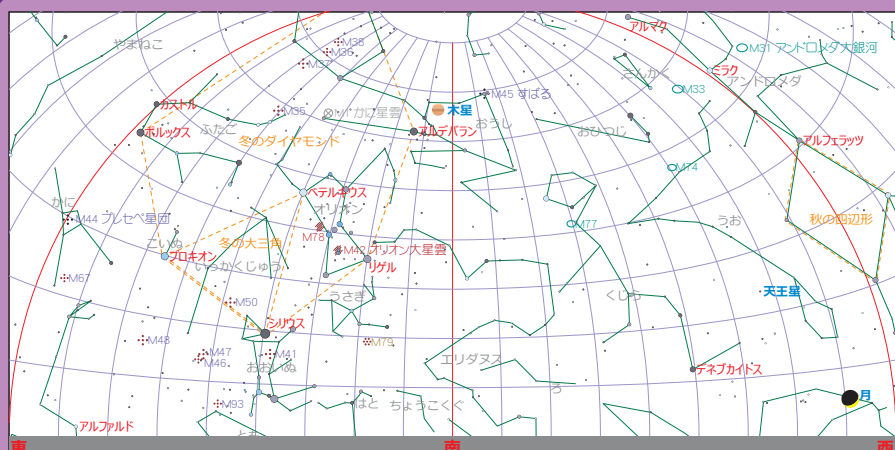 アルマク
やまねこ
M38
M36
M37
M31 アンドロメダ大銀河
さんかく
ミラク
アンドロメダ
M33
M45 すばる
カストル
M35
M1 かに星雲
木星
ポルックス
ふたご
冬のダイヤモンド
アルデバラン
おうし
おひつじ
アルフェラッツ
M74
かに
ベテルギウス
オリオン
M44 プレセペ星団
M77
うお
秋の四辺形
こいぬ
冬の大三角
M78
M42 オリオン大星雲
プロキオン
いっかくじゅう
リゲル
M67
M50
うさぎ
くじら
天王星
シリウス
M48
M47
M46
M41
M79
おおいぬ
エリダヌス
デネブカイトス
ろ
M93
はと
ちょうこくぐ
月
アルファルド
とも
東
南
西